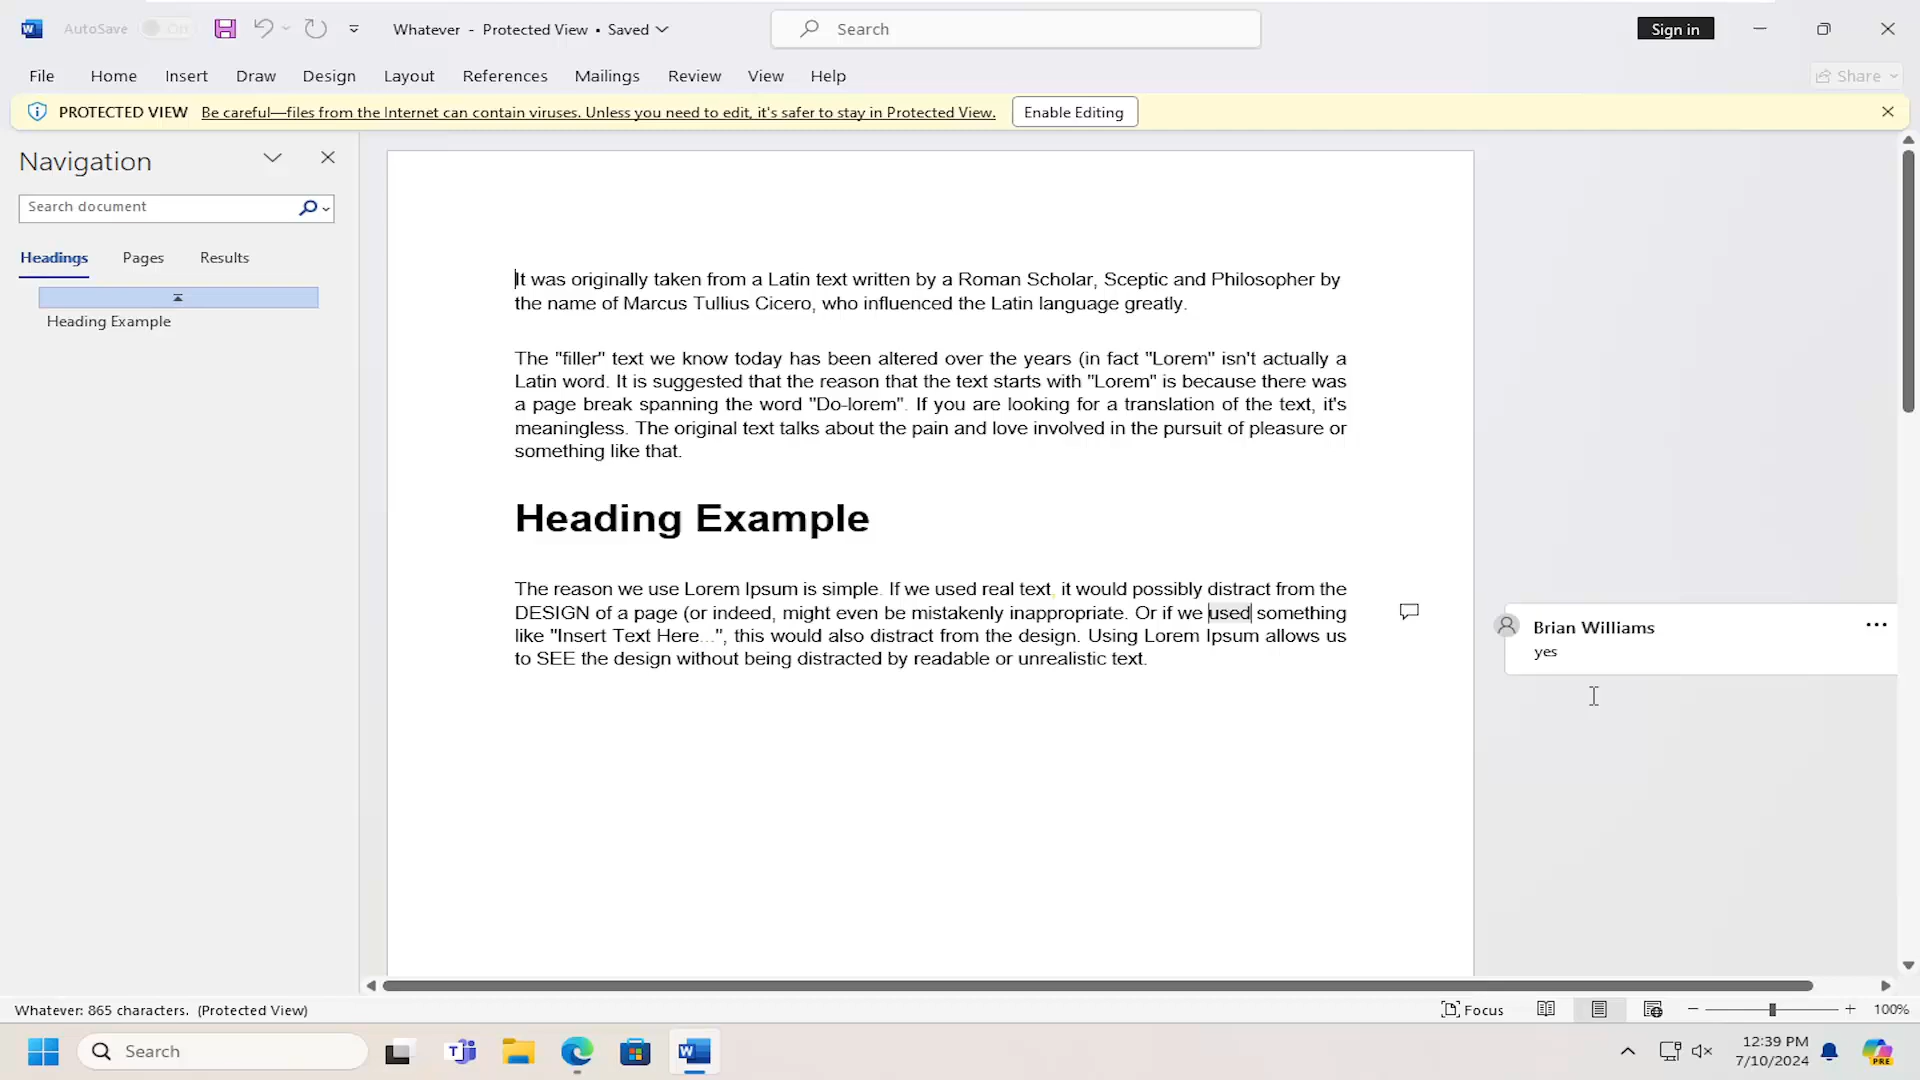 AutoSave Off Whatever - Protected View • Saved Search Sign in
File Home Insert Draw Design Layout References Mailings Review View Help Share
PROTECTED VIEW Be careful—files from the Internet can contain viruses. Unless you need to edit, it's safer to stay in Protected View. Enable Editing
Navigation
Search document
Headings Pages Results
Heading Example
It was originally taken from a Latin text written by a Roman Scholar, Sceptic and Philosopher by
the name of Marcus Tullius Cicero, who influenced the Latin language greatly.
The "filler" text we know today has been altered over the years (in fact "Lorem" isn't actually a
Latin word. It is suggested that the reason that the text starts with "Lorem" is because there was
a page break spanning the word "Do-lorem". If you are looking for a translation of the text, it's
meaningless. The original text talks about the pain and love involved in the pursuit of pleasure or
something like that.
Heading Example
The reason we use Lorem Ipsum is simple. If we used real text, it would possibly distract from the
DESIGN of a page (or indeed, might even be mistakenly inappropriate. Or if we used something
like "Insert Text Here...", this would also distract from the design. Using Lorem Ipsum allows us
to SEE the design without being distracted by readable or unrealistic text.
Brian Williams
yes
Whatever: 865 characters. (Protected View) Focus 100%
Search 12:39 PM
7/10/2024
PRE